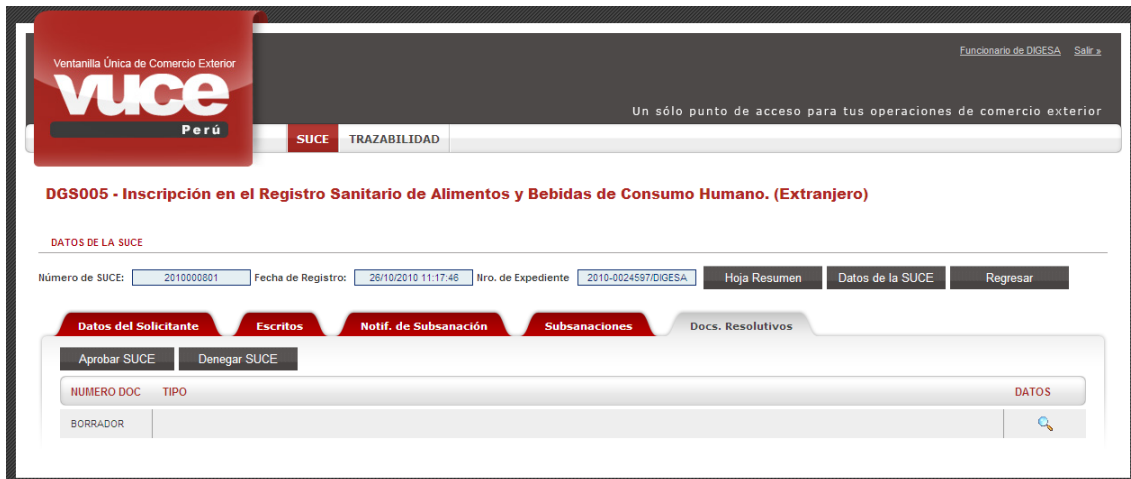 Ventanilla Única de Comercio Exterior
vuce
Perú
Funcionario de DIGESA Salir »
Un sólo punto de acceso para tus operaciones de comercio exterior
SUCE TRAZABILIDAD
DGS005 - Inscripción en el Registro Sanitario de Alimentos y Bebidas de Consumo Humano. (Extranjero)
DATOS DE LA SUCE
Número de SUCE: 2010000801 Fecha de Registro: 26/10/2010 11:17:46 Nro. de Expediente 2010-0024597/DIGESA Hoja Resumen Datos de la SUCE Regresar
Datos del Solicitante Escritos Notif. de Subsanación Subsanaciones Docs. Resolutivos
Aprobar SUCE Denegar SUCE
NUMERO DOC TIPO DATOS
BORRADOR